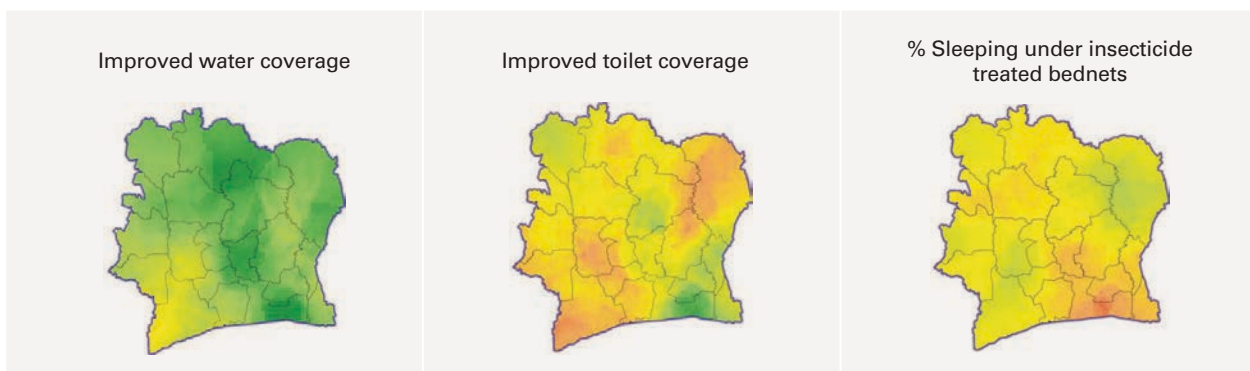 Improved water coverage
Improved toilet coverage
% Sleeping under insecticide
treated bednets